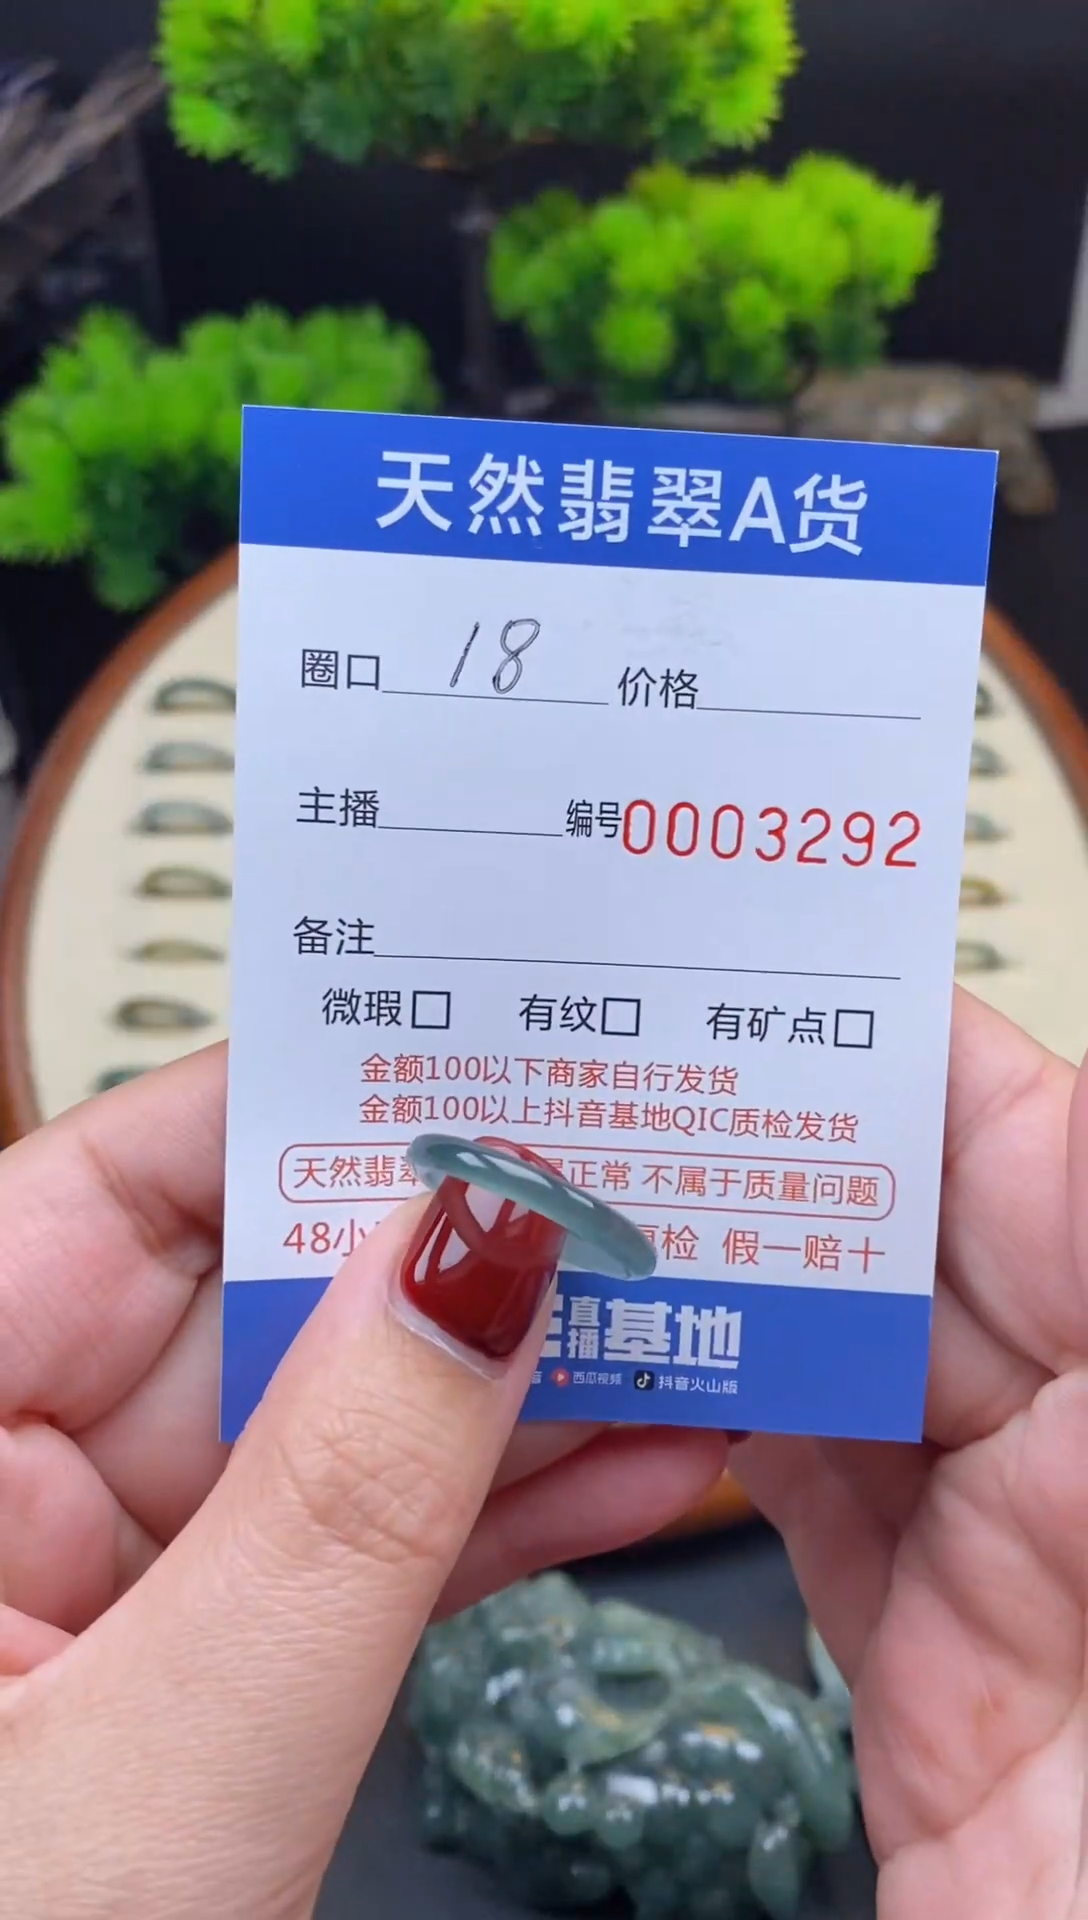 天然翡翠A货
圈口 18 价格
主播 编号0003292
备注
微瑕□ 有纹□ 有矿点□
金额100以下商家自行发货
金额100以上抖音基地QIC质检发货
天然翡 正常 不属于质量问题
48小 检 假一赔十
直播基地
音 西瓜视频 抖音火山版